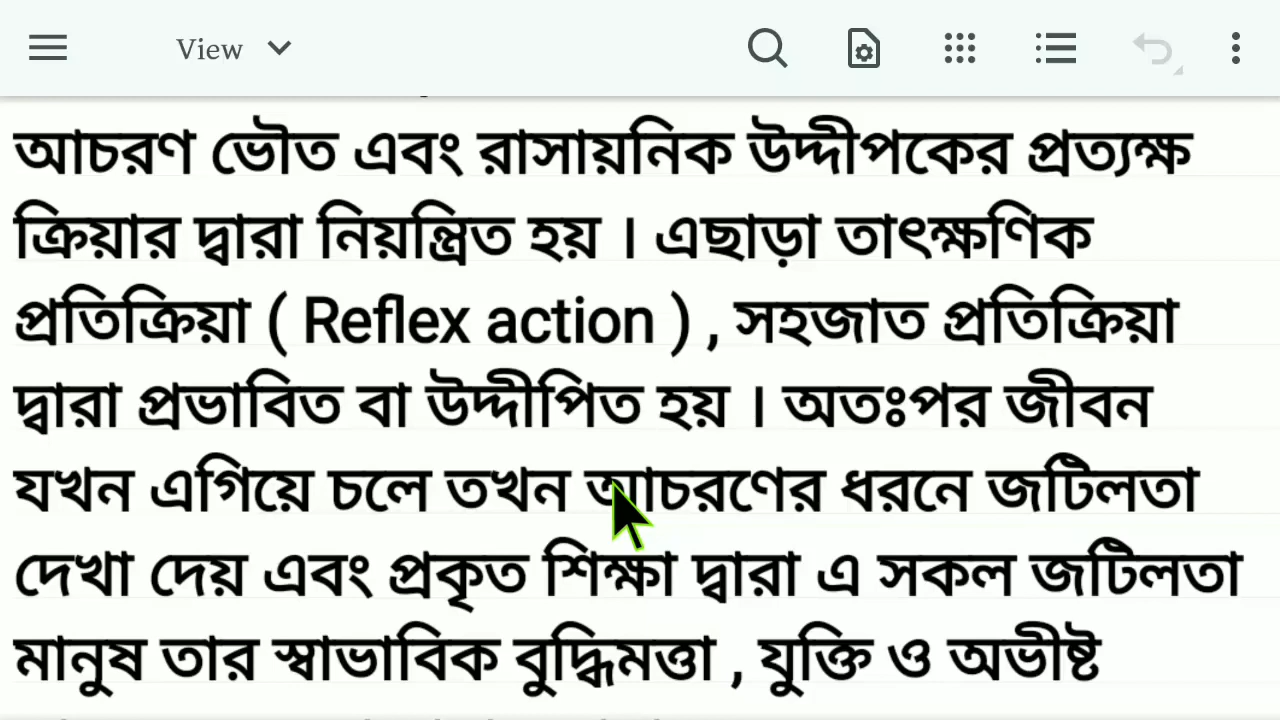 View
আচরণ ভৌত এবং রাসায়নিক উদ্দীপকের প্রত্যক্ষ
ক্রিয়ার দ্বারা নিয়ন্ত্রিত হয় । এছাড়া তাৎক্ষণিক
প্রতিক্রিয়া ( Reflex action ) , সহজাত প্রতিক্রিয়া
দ্বারা প্রভাবিত বা উদ্দীপিত হয় । অতঃপর জীবন
যখন এগিয়ে চলে তখন আচরণের ধরনে জটিলতা
দেখা দেয় এবং প্রকৃত শিক্ষা দ্বারা এ সকল জটিলতা
মানুষ তার স্বাভাবিক বুদ্ধিমত্তা , যুক্তি ও অভীষ্ট